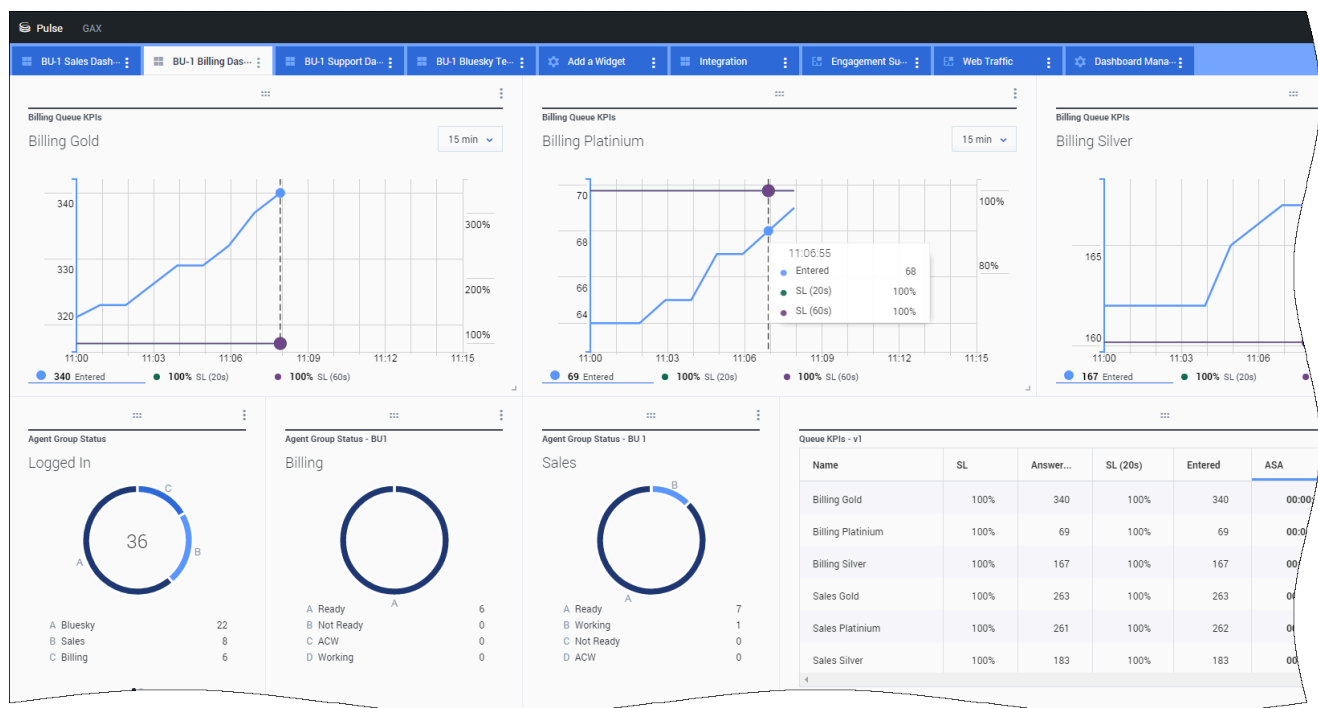 Pulse GAX
BU-1 Sales Dash... BU-1 Billing Das... BU-1 Support Da... BU-1 Bluesky Te... Add a Widget Integration Engagement Su... Web Traffic Dashboard Mana...
Billing Queue KPIs
Billing Gold
15 min
340
330
320
300%
200%
100%
11:00 11:03 11:06 11:09 11:12 11:15
340 Entered 100% SL (20s) 100% SL (60s)
Billing Queue KPIs
Billing Platinium
15 min
70
68
66
64
100%
80%
11:06:55
Entered 68
SL (20s) 100%
SL (60s) 100%
11:00 11:03 11:06 11:09 11:12 11:15
69 Entered 100% SL (20s) 100% SL (60s)
Billing Queue KPIs
Billing Silver
165
160
11:00 11:03 11:06
167 Entered 100% SL (20s)
Agent Group Status
Logged In
C
36
B
A
A Bluesky 22
B Sales 8
C Billing 6
Agent Group Status - BU1
Billing
A
A Ready 6
B Not Ready 0
C ACW 0
D Working 0
Agent Group Status - BU 1
Sales
B
A
A Ready 7
B Working 1
C Not Ready 0
D ACW 0
Queue KPIs - v1
Name SL Answer... SL (20s) Entered ASA
Billing Gold 100% 340 100% 340 00:00:
Billing Platinium 100% 69 100% 69 00:0
Billing Silver 100% 167 100% 167 00:
Sales Gold 100% 263 100% 263
Sales Platinium 100% 261 100% 262
Sales Silver 100% 183 100% 183 00